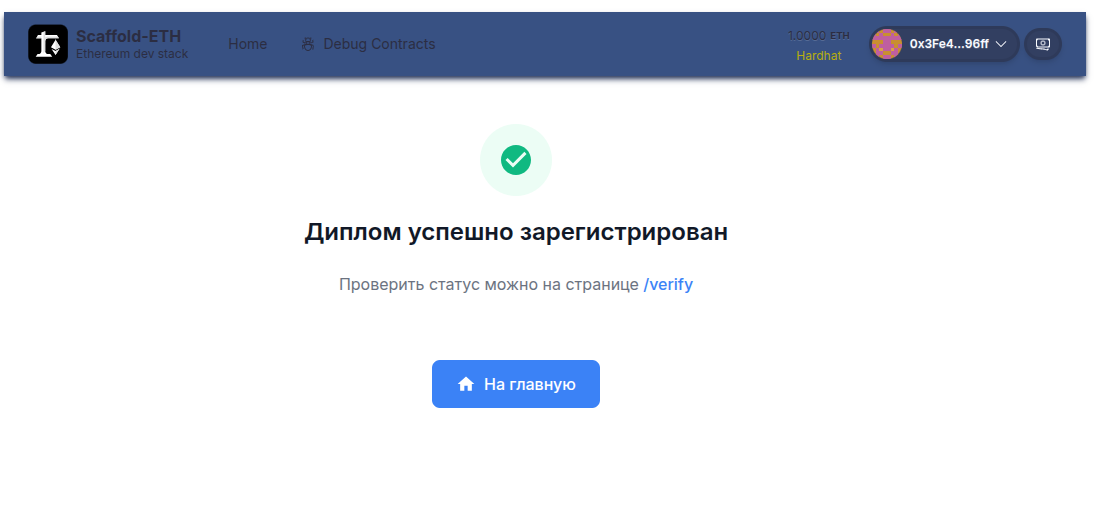 Scaffold-ETH
Ethereum dev stack
Home
Debug Contracts
1.0000 ETH
Hardhat
0x3Fe4...96ff
Диплом успешно зарегистрирован
Проверить статус можно на странице /verify
На главную